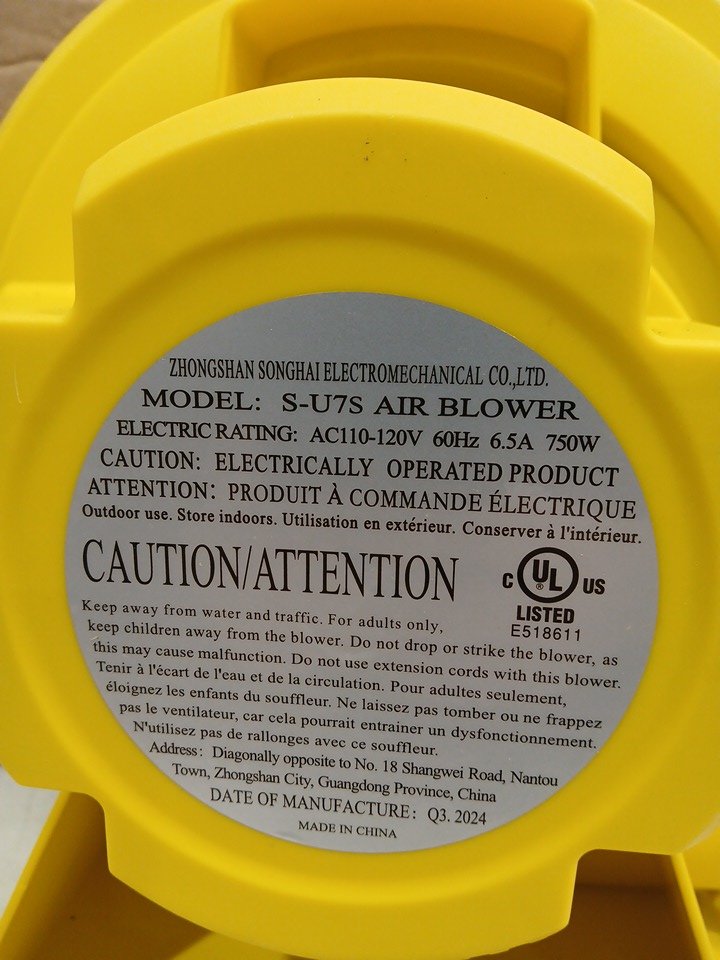 ZHONGSHAN SONGHAI ELECTROMECHANICAL CO.,LTD.
MODEL: S-U7S AIR BLOWER
ELECTRIC RATING: AC110-120V 60Hz 6.5A 750W
CAUTION: ELECTRICALLY OPERATED PRODUCT
ATTENTION: PRODUIT À COMMANDE ÉLECTRIQUE
Outdoor use. Store indoors. Utilisation en extérieur. Conserver à l'intérieur.
CAUTION/ATTENTION
C UL ® US
LISTED
E518611
Keep away from water and traffic. For adults only,
keep children away from the blower. Do not drop or strike the blower, as
this may cause malfunction. Do not use extension cords with this blower.
Tenir à l'écart de l'eau et de la circulation. Pour adultes seulement,
éloignez les enfants du souffleur. Ne laissez pas tomber ou ne frappez
pas le ventilateur, car cela pourrait entrainer un dysfonctionnement.
N'utilisez pas de rallonges avec ce souffleur.
Address: Diagonally opposite to No. 18 Shangwei Road, Nantou
Town, Zhongshan City, Guangdong Province, China
DATE OF MANUFACTURE: Q3. 2024
MADE IN CHINA